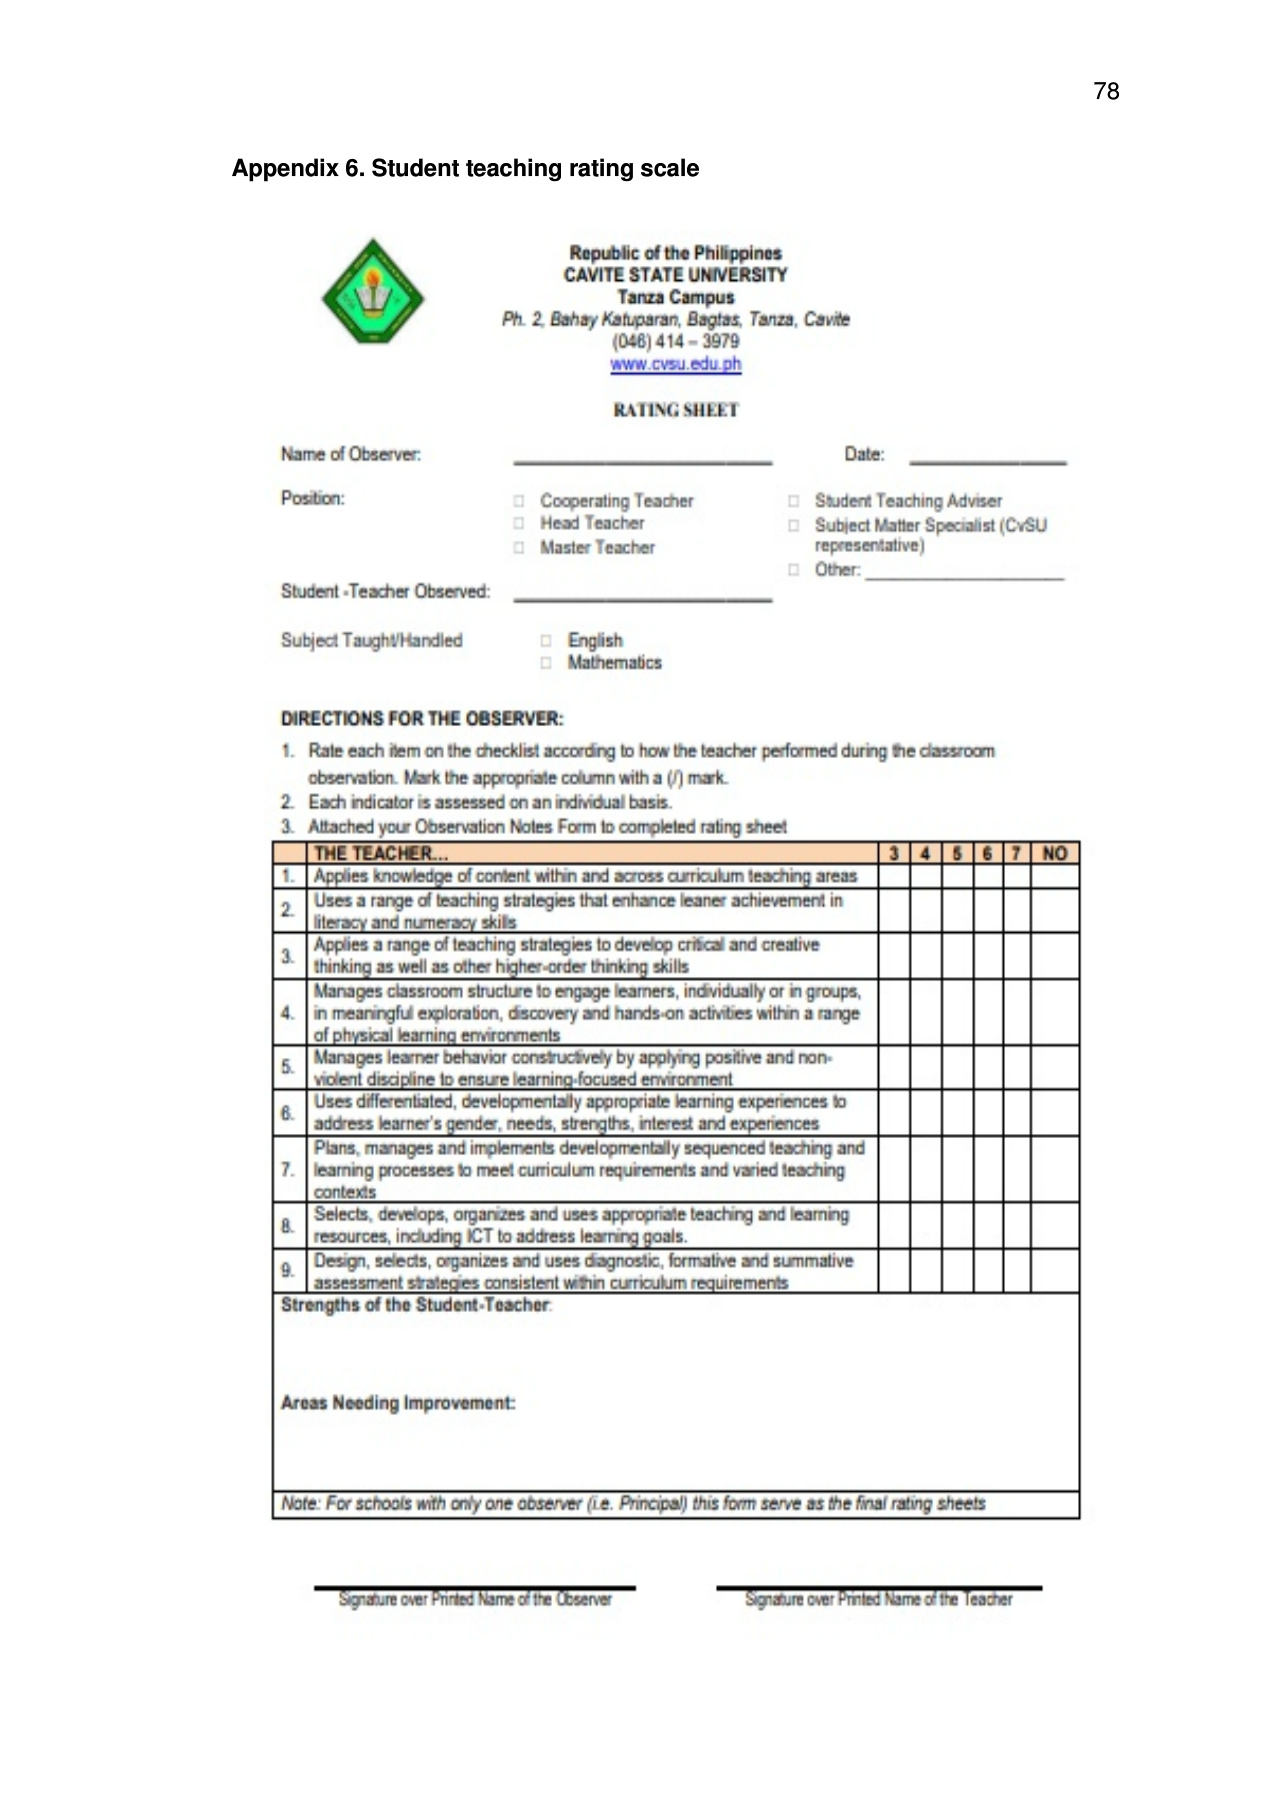 78
Appendix 6. Student teaching rating scale
Republic of the Philippines
CAVITE STATE UNIVERSITY
Tanza Campus
Ph. 2, Bahay Katuparan, Bagtas, Tanza, Cavite
(046) 414 – 3979
www.cvsu.edu.ph
RATING SHEET
Name of Observer: ____________________ Date: ____________
Position:
☐ Cooperating Teacher
☐ Head Teacher
☐ Master Teacher
☐ Student Teaching Adviser
☐ Subject Matter Specialist (CvSU
representative)
☐ Other: ____________________
Student -Teacher Observed: ____________________
Subject Taught/Handled
☐ English
☐ Mathematics
DIRECTIONS FOR THE OBSERVER:
1. Rate each item on the checklist according to how the teacher performed during the classroom
observation. Mark the appropriate column with a (/) mark.
2. Each indicator is assessed on an individual basis.
3. Attached your Observation Notes Form to completed rating sheet
THE TEACHER... 3 4 5 6 7 NO
1. Applies knowledge of content within and across curriculum teaching areas
2. Uses a range of teaching strategies that enhance leaner achievement in
literacy and numeracy skills
3. Applies a range of teaching strategies to develop critical and creative
thinking as well as other higher-order thinking skills
4. Manages classroom structure to engage learners, individually or in groups,
in meaningful exploration, discovery and hands-on activities within a range
of physical learning environments
5. Manages learner behavior constructively by applying positive and non-
violent discipline to ensure learning-focused environment
6. Uses differentiated, developmentally appropriate learning experiences to
address learner's gender, needs, strengths, interest and experiences
7. Plans, manages and implements developmentally sequenced teaching and
learning processes to meet curriculum requirements and varied teaching
contexts
8. Selects, develops, organizes and uses appropriate teaching and learning
resources, including ICT to address learning goals.
9. Design, selects, organizes and uses diagnostic, formative and summative
assessment strategies consistent within curriculum requirements
Strengths of the Student-Teacher:
Areas Needing Improvement:
Note: For schools with only one observer (i.e. Principal) this form serve as the final rating sheets
Signature over Printed Name of the Observer
Signature over Printed Name of the Teacher